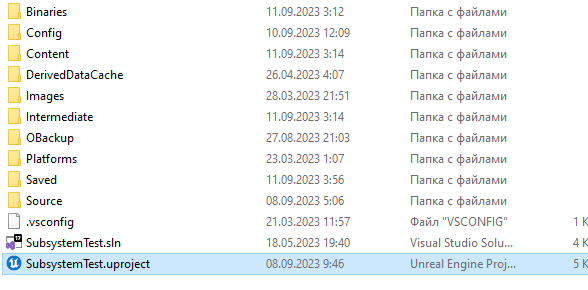 Binaries 11.09.2023 3:12 Папка с файлами
Config 10.09.2023 12:09 Папка с файлами
Content 11.09.2023 3:14 Папка с файлами
DerivedDataCache 26.04.2023 4:07 Папка с файлами
Images 28.03.2023 21:51 Папка с файлами
Intermediate 11.09.2023 3:14 Папка с файлами
OBackup 27.08.2023 21:03 Папка с файлами
Platforms 23.03.2023 1:07 Папка с файлами
Saved 11.09.2023 3:56 Папка с файлами
Source 08.09.2023 5:06 Папка с файлами
.vsconfig 21.03.2023 11:57 Файл "VSCONFIG" 1 К
SubsystemTest.sln 18.05.2023 19:40 Visual Studio Solu... 4 К
SubsystemTest.uproject 08.09.2023 9:46 Unreal Engine Proj... 5 К